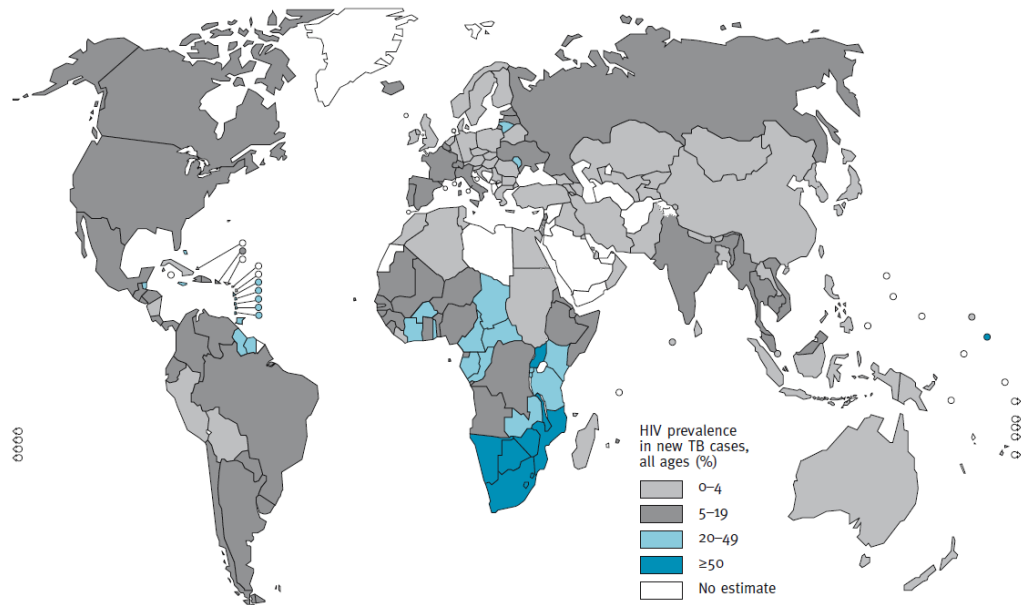 HIV prevalence
in new TB cases,
all ages (%)
0–4
5–19
20–49
≥50
No estimate